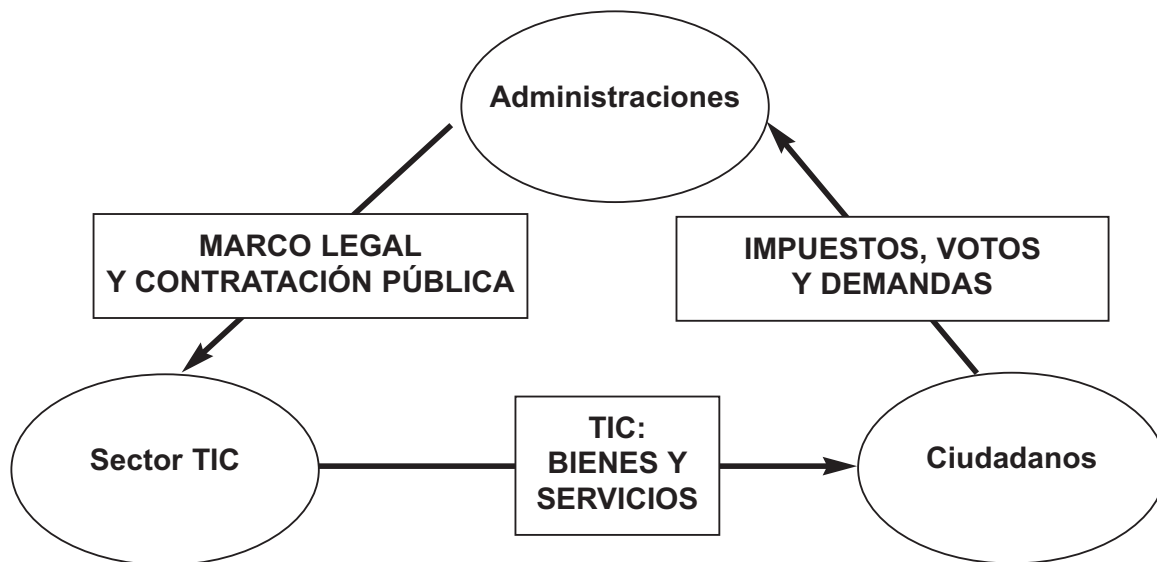 Administraciones
MARCO LEGAL
Y CONTRATACIÓN PÚBLICA
IMPUESTOS, VOTOS
Y DEMANDAS
Sector TIC
TIC:
BIENES Y
SERVICIOS
Ciudadanos